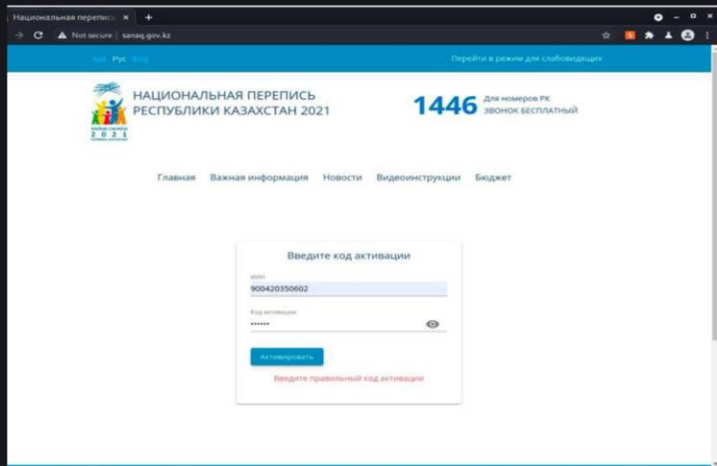 Национальная перепис
Not secure | sanaq.gov.kz
Қаз Рус Eng
Перейти в режим для слабовидящих
НАЦИОНАЛЬНАЯ ПЕРЕПИСЬ
РЕСПУБЛИКИ КАЗАХСТАН 2021
1446
Для номеров РК
ЗВОНОК БЕСПЛАТНЫЙ
2021
Главная Важная информация Новости Видеоинструкции Бюджет
Введите код активации
ИИН
900420350602
Код активации
••••••
Активировать
Введите правильный код активации